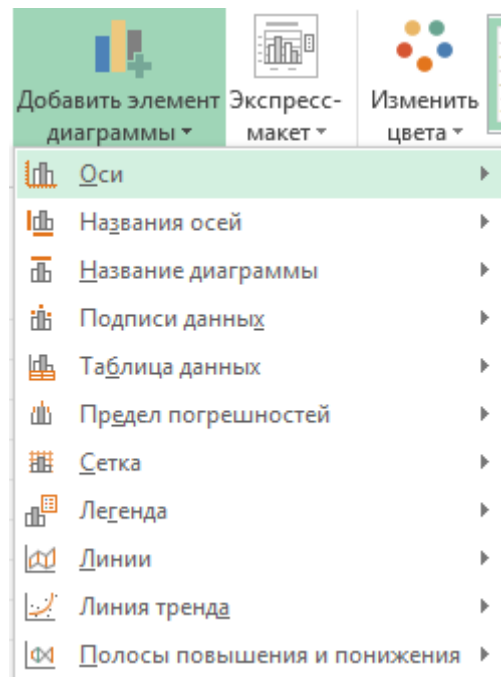 Добавить элемент диаграммы
Экспресс-макет
Изменить цвета
Оси
Названия осей
Название диаграммы
Подписи данных
Таблица данных
Предел погрешностей
Сетка
Легенда
Линии
Линия тренда
Полосы повышения и понижения